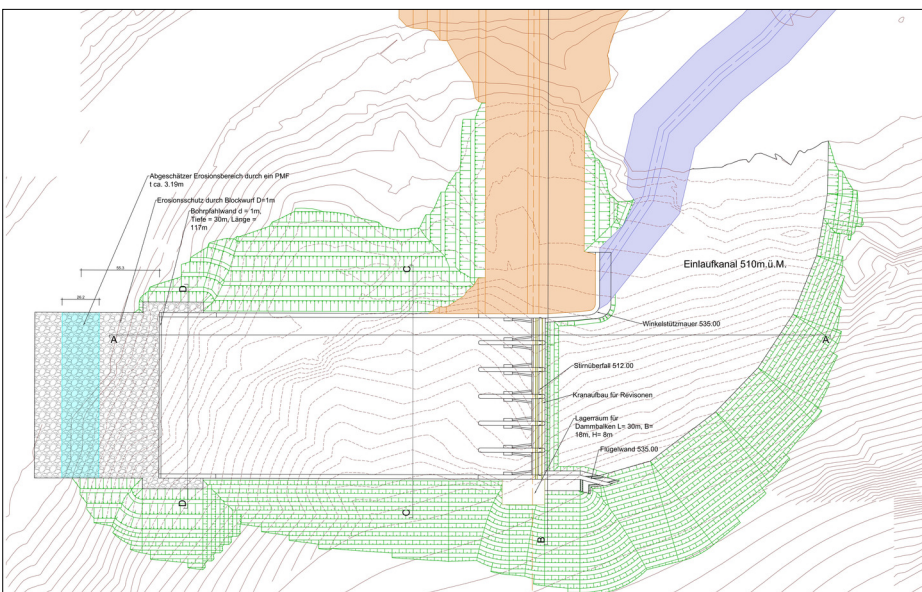 Abgeschätzer Erosionsbereich durch ein PMF
t ca. 3.19m
Erosionsschutz durch Blockwurf D=1m
Bohrpfahlwand d = 1m,
Tiefe = 30m, Länge =
117m
Einlaufkanal 510m.ü.M.
C
D
A
A
Winkelstützmauer 535.00
Stirnüberfall 512.00
Kranaufbau für Revisonen
Lagerraum für
Dammbalken L= 30m, B=
18m, H= 8m
Flügelwand 535.00
D
C
B